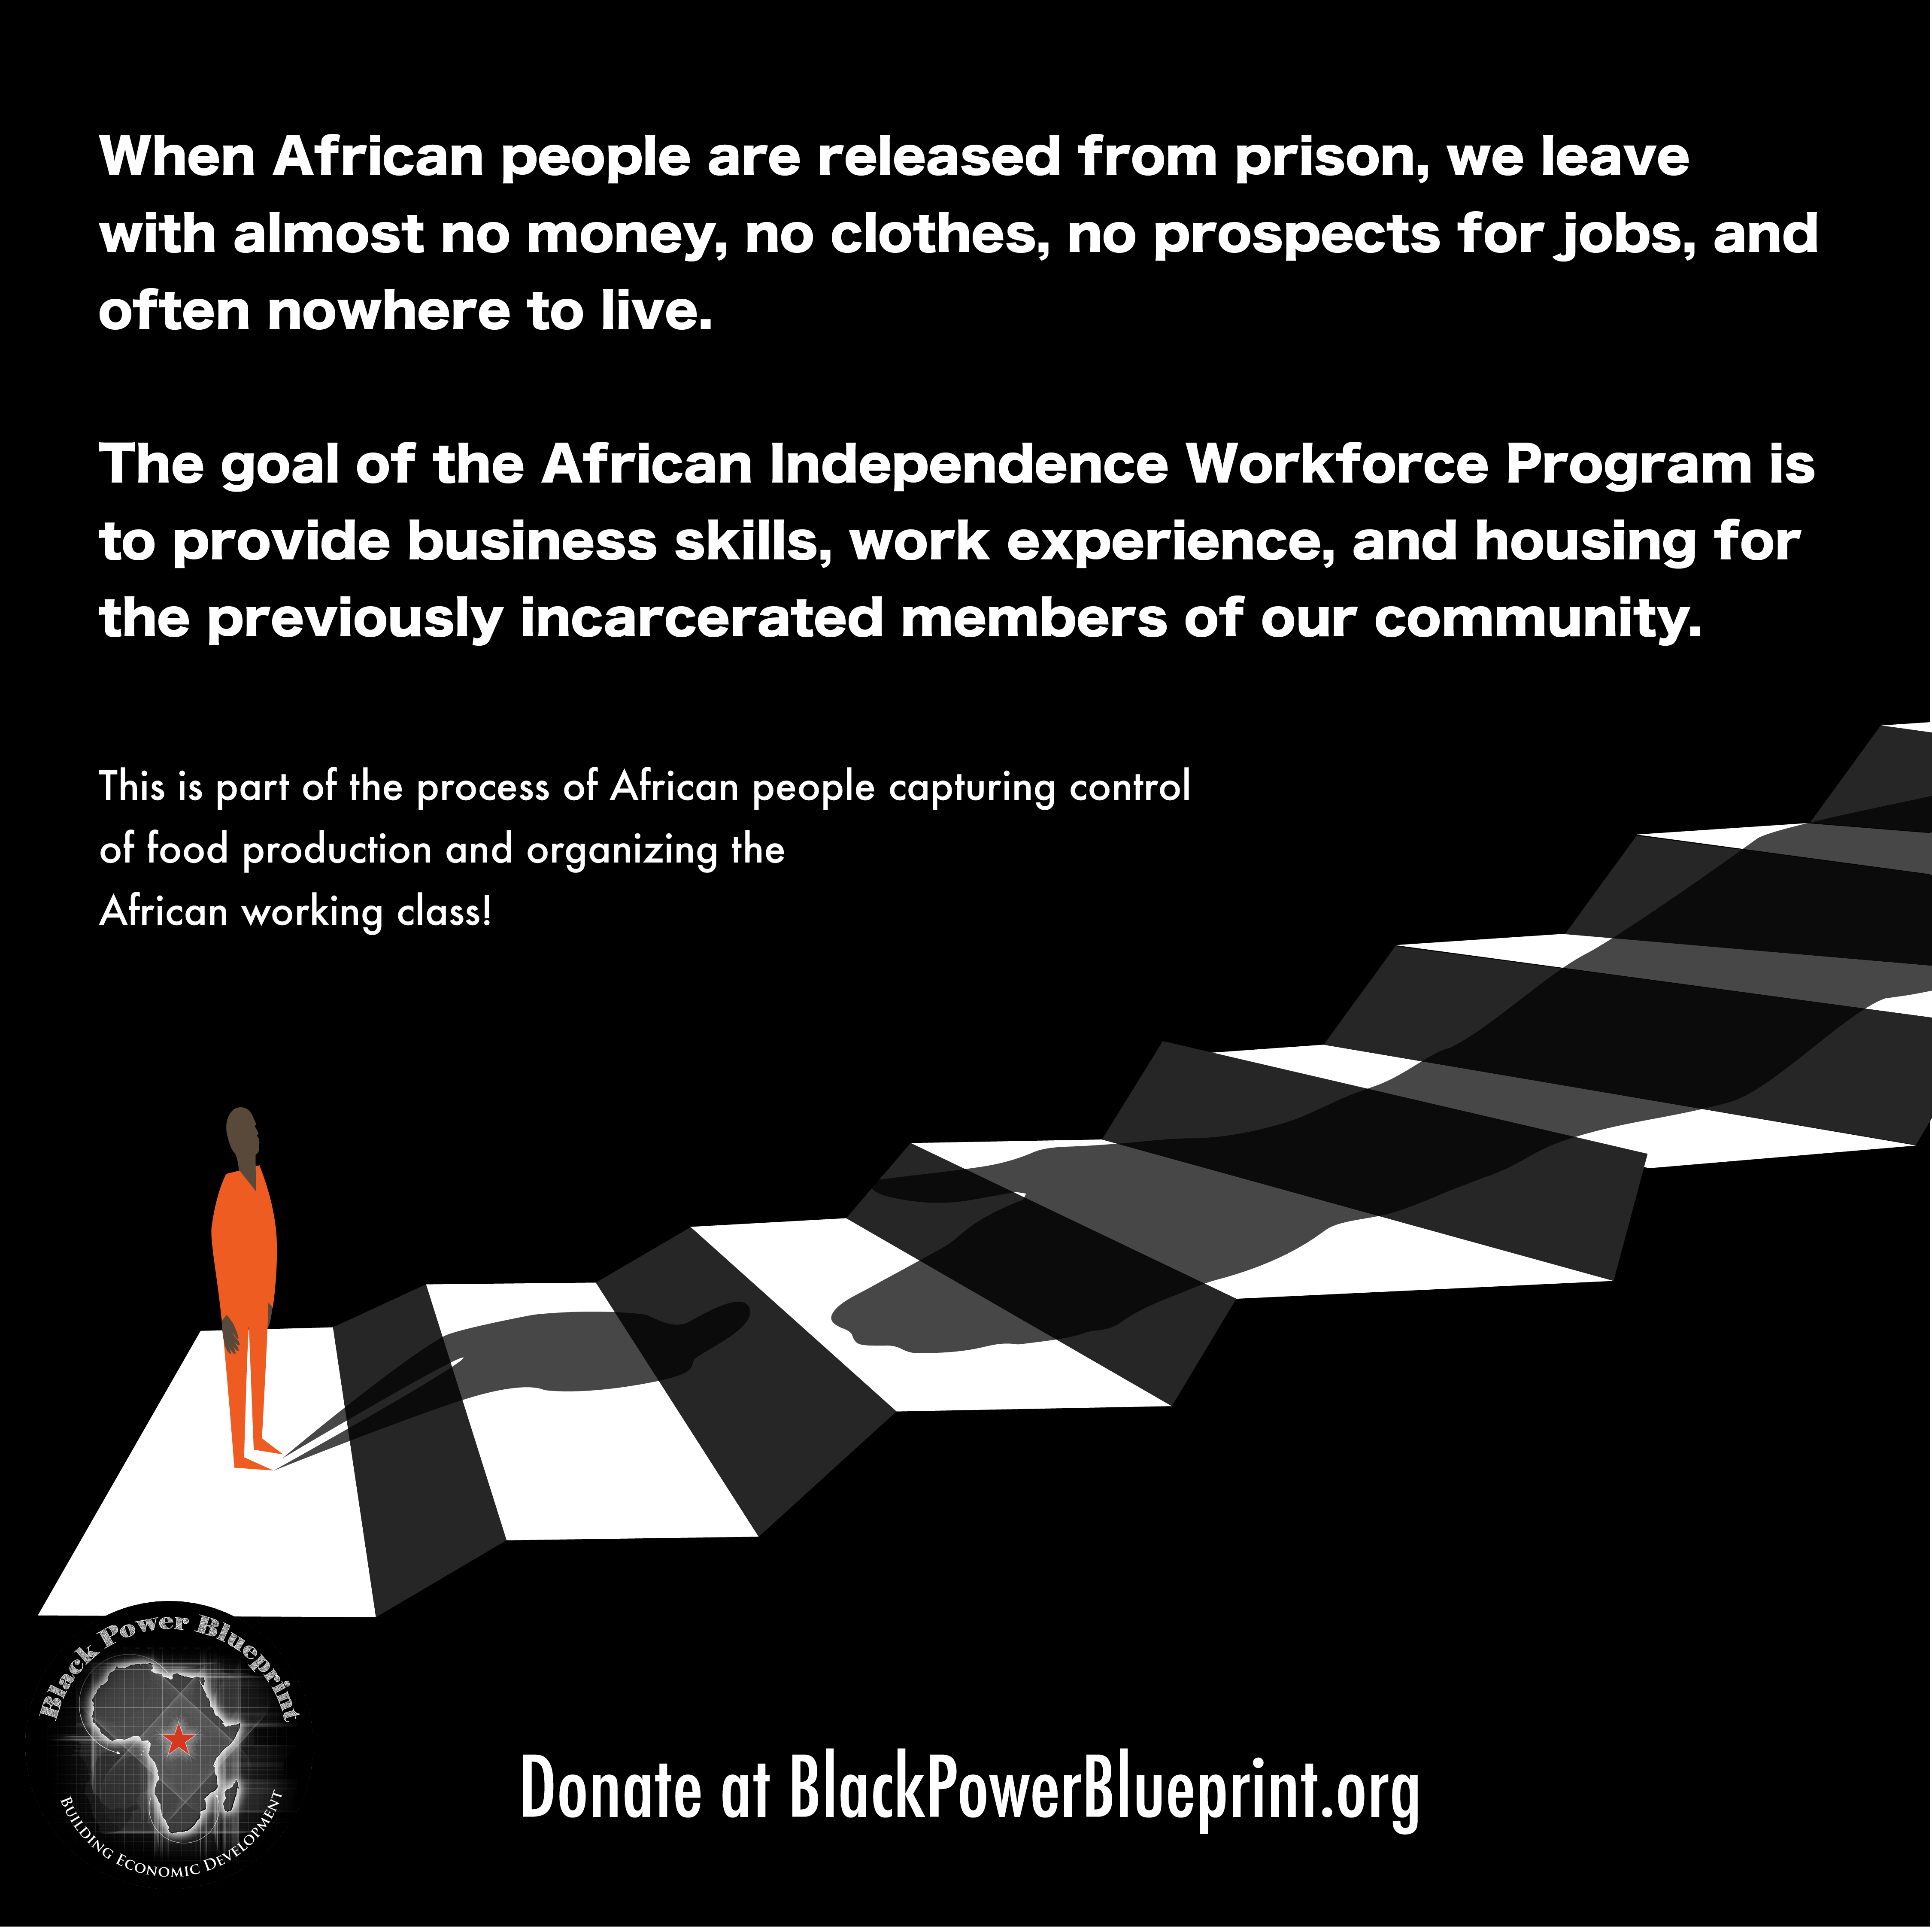 When African people are released from prison, we leave
with almost no money, no clothes, no prospects for jobs, and
often nowhere to live.
The goal of the African Independence Workforce Program is
to provide business skills, work experience, and housing for
the previously incarcerated members of our community.
This is part of the process of African people capturing control
of food production and organizing the
African working class!
Black Power Blueprint
Building Economic Development
Donate at BlackPowerBlueprint.org